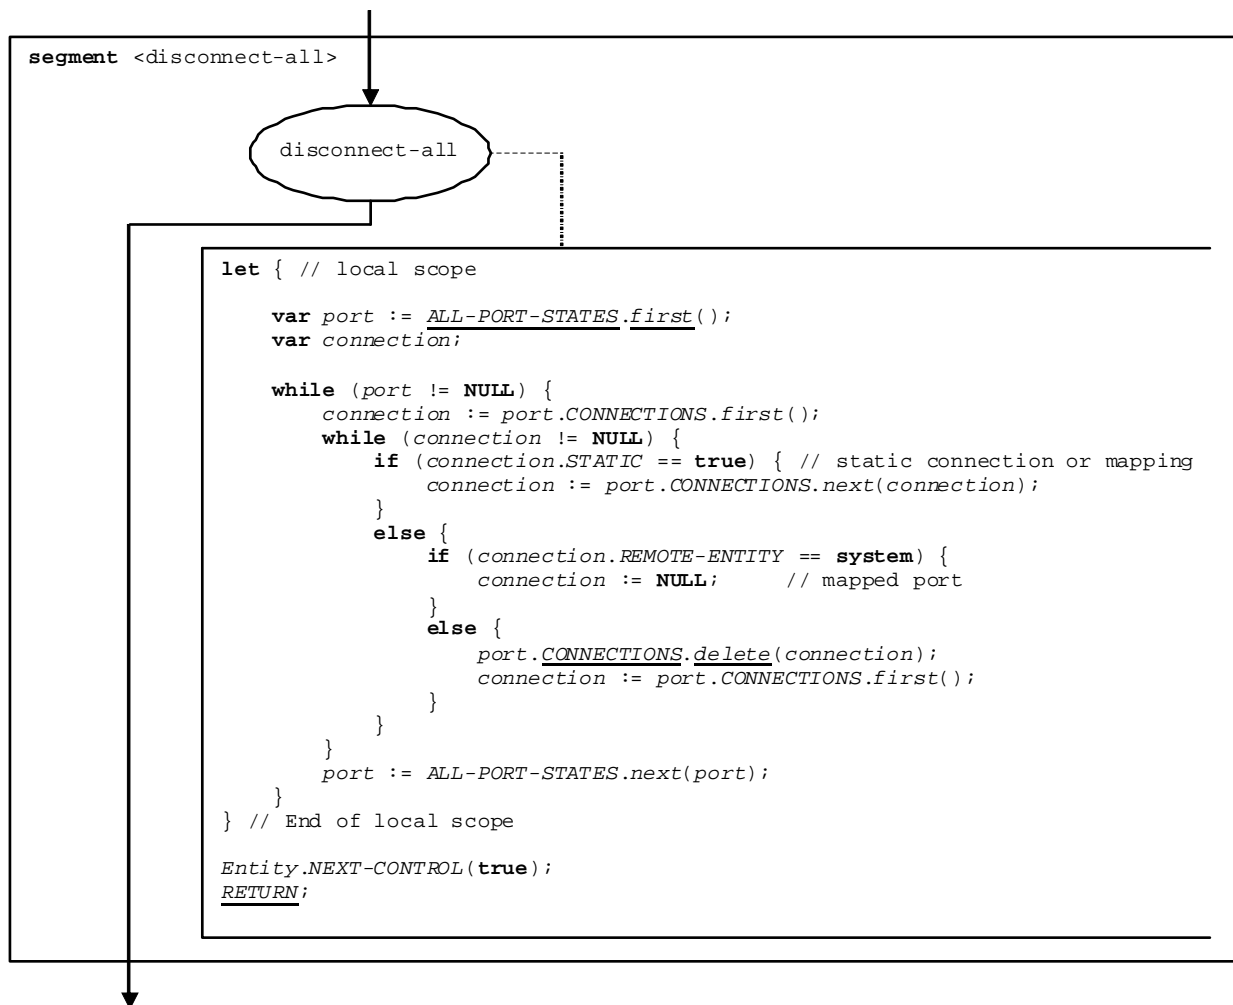 segment <disconnect-all>
disconnect-all
let { // local scope
var port := ALL-PORT-STATES.first();
var connection;
while (port != NULL) {
connection := port.CONNECTIONS.first();
while (connection != NULL) {
if (connection.STATIC == true) { // static connection or mapping
connection := port.CONNECTIONS.next(connection);
}
else {
if (connection.REMOTE-ENTITY == system) {
connection := NULL; // mapped port
}
else {
port.CONNECTIONS.delete(connection);
connection := port.CONNECTIONS.first();
}
}
}
port := ALL-PORT-STATES.next(port);
}
} // End of local scope
Entity.NEXT-CONTROL(true);
RETURN;